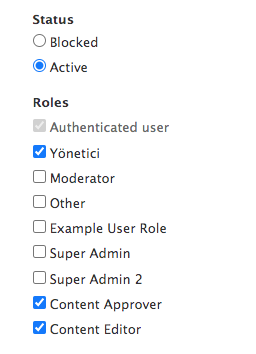 Status
Blocked
Active
Roles
Authenticated user
Yönetici
Moderator
Other
Example User Role
Super Admin
Super Admin 2
Content Approver
Content Editor